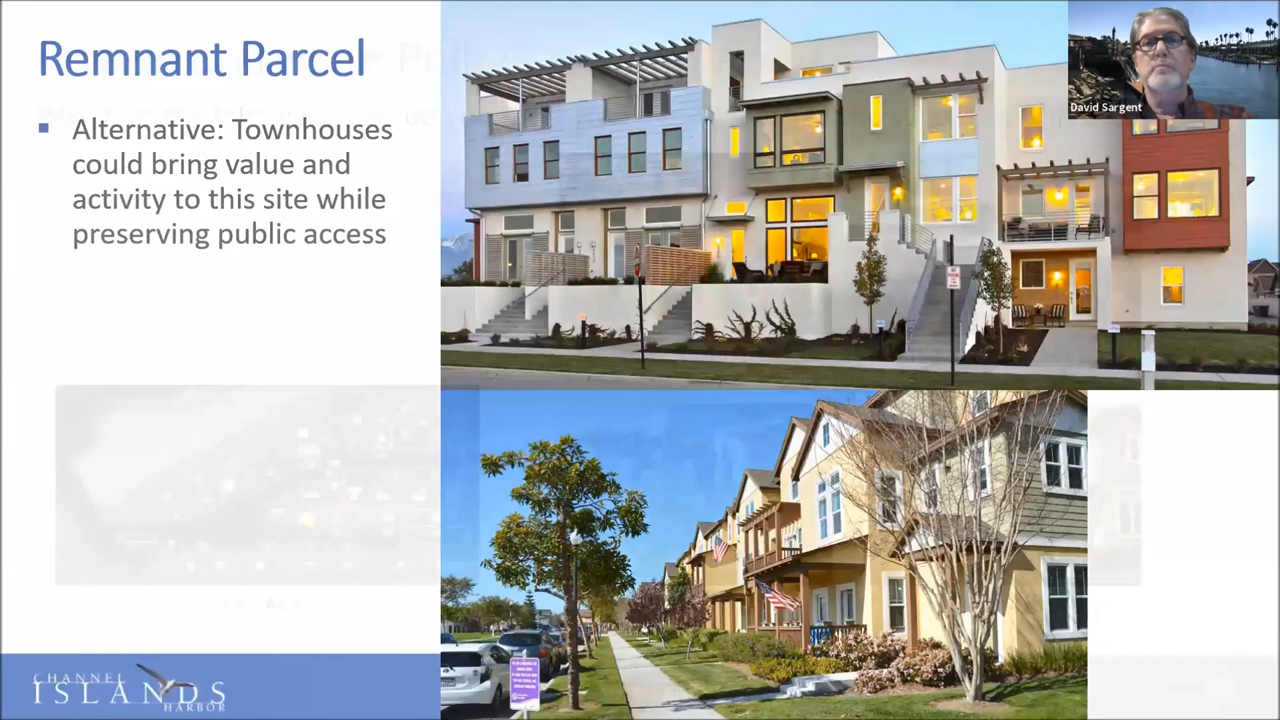 Remnant Parcel
▪ Alternative: Townhouses
could bring value and
activity to this site while
preserving public access
David Sargent
CHANNEL
ISLANDS
HARBOR